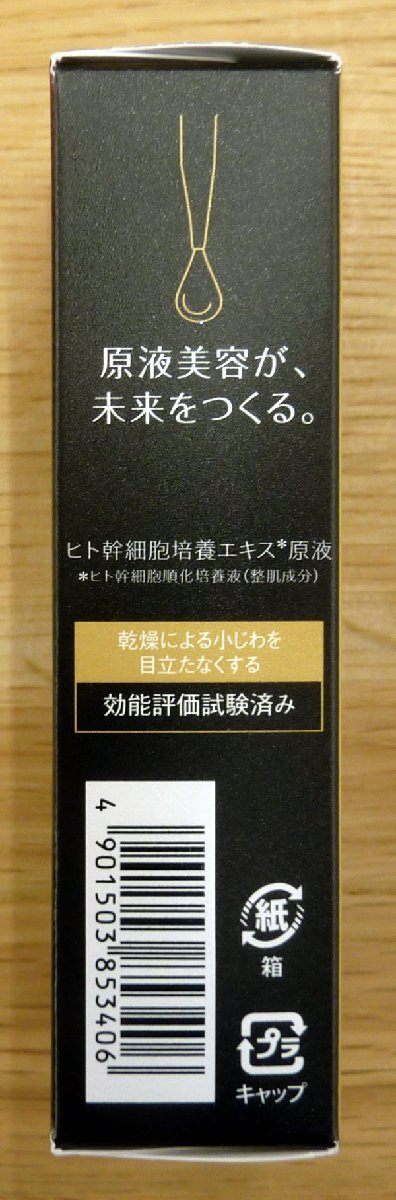 原液美容が、
未来をつくる。
ヒト幹細胞培養エキス*原液
*ヒト幹細胞順化培養液(整肌成分)
乾燥による小じわを
目立たなくする
効能評価試験済み
4 901503 853406
紙
箱
プラ
キャップ